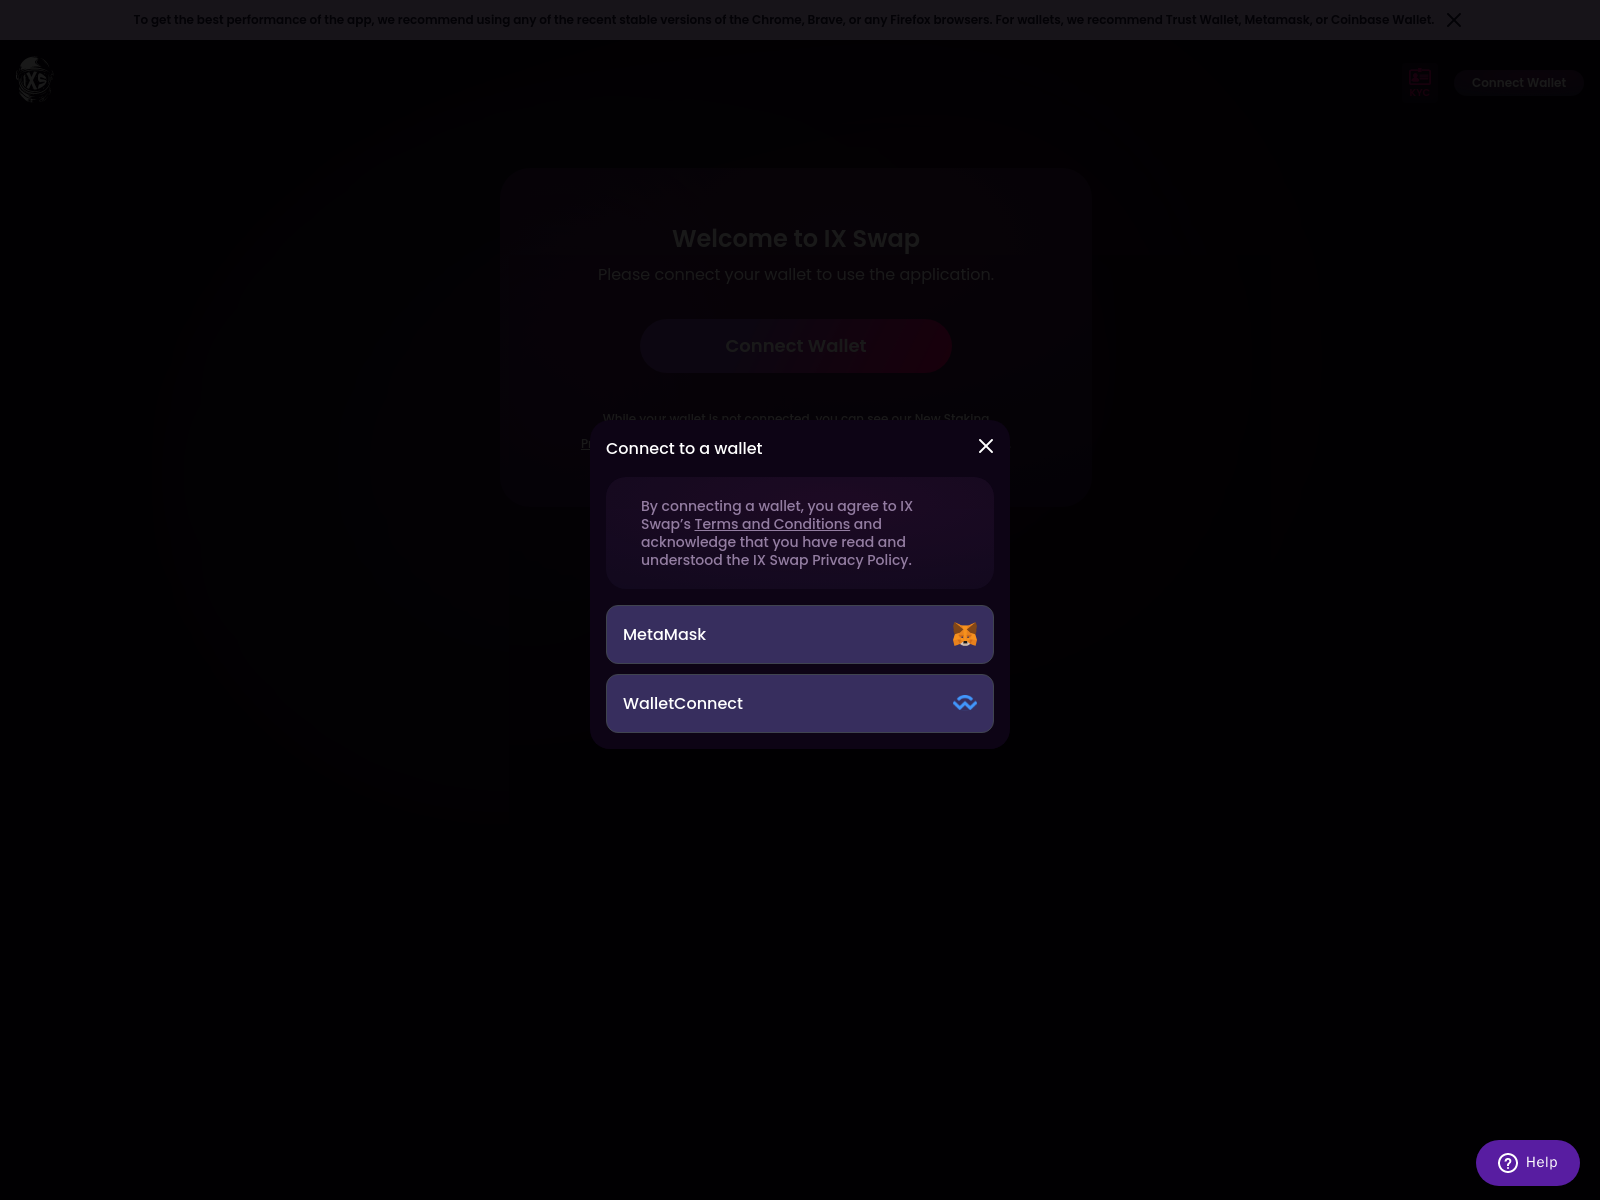 To get the best performance of the app, we recommend using any of the recent stable versions of the Chrome, Brave, or any Firefox browsers. For wallets, we recommend Trust Wallet, Metamask, or Coinbase Wallet.
IXS
KYC
Connect Wallet
Welcome to IX Swap
Please connect your wallet to use the application.
Connect Wallet
While your wallet is not connected, you can see our New Staking
Connect to a wallet
By connecting a wallet, you agree to IX
Swap’s Terms and Conditions and
acknowledge that you have read and
understood the IX Swap Privacy Policy.
MetaMask
WalletConnect
Help